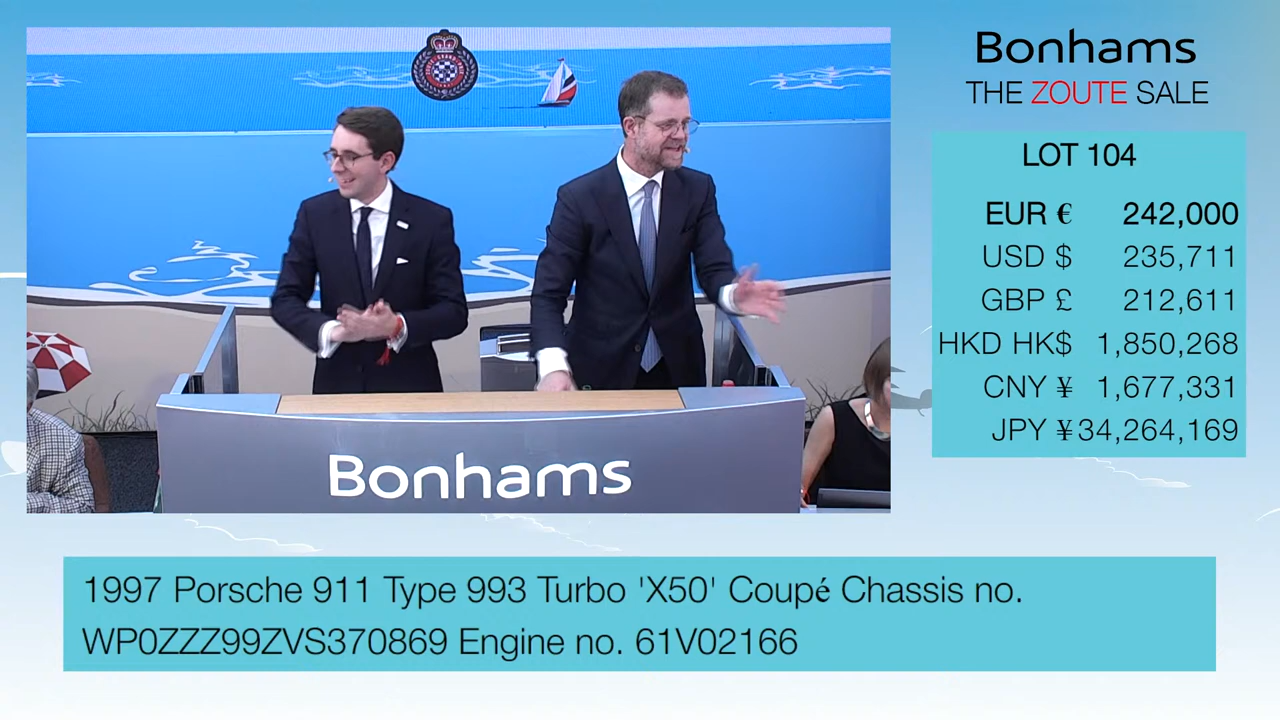 Bonhams
THE ZOUTE SALE
LOT 104
EUR € 242,000
USD $ 235,711
GBP £ 212,611
HKD HK$ 1,850,268
CNY ¥ 1,677,331
JPY ¥34,264,169
Bonhams
1997 Porsche 911 Type 993 Turbo 'X50' Coupé Chassis no.
WP0ZZZ99ZVS370869 Engine no. 61V02166